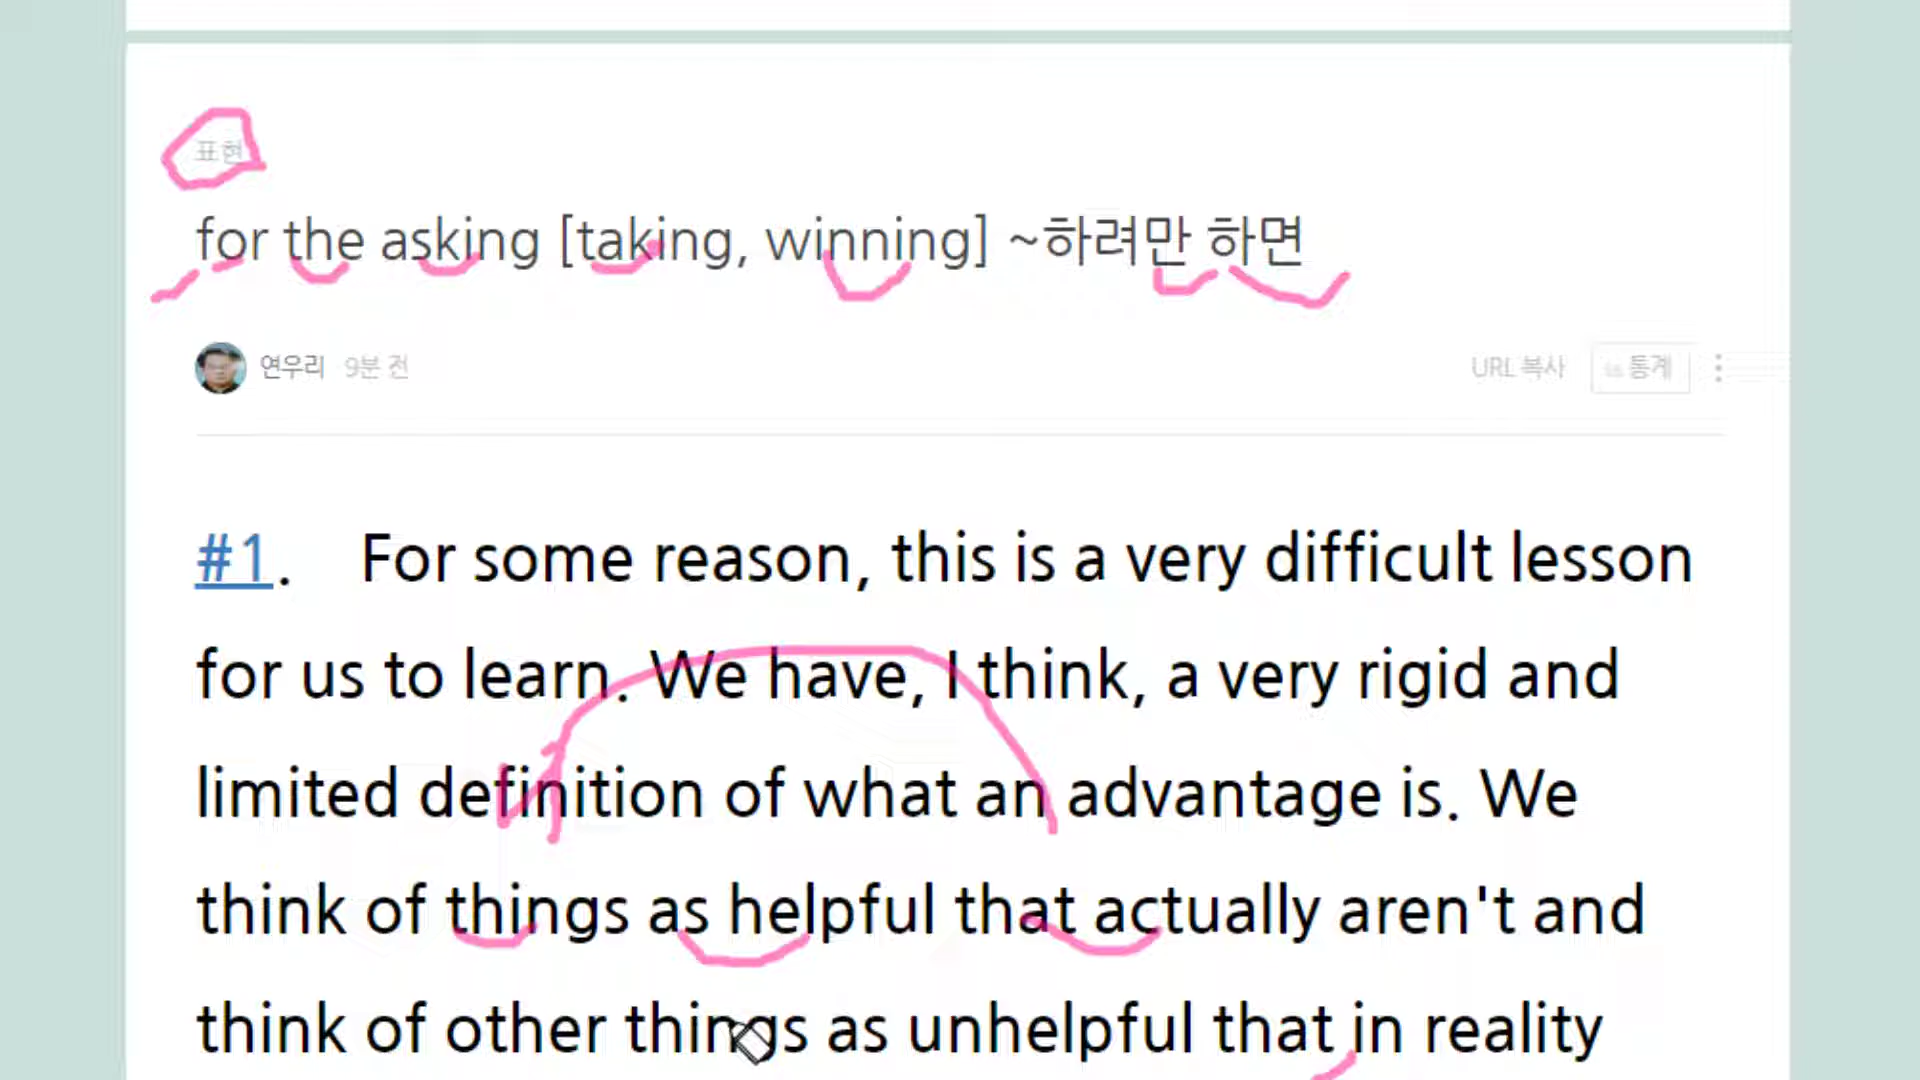 표현
for the asking [taking, winning] ~하려만 하면
연우리 9분 전
URL 복사 통계
#1. For some reason, this is a very difficult lesson
for us to learn. We have, I think, a very rigid and
limited definition of what an advantage is. We
think of things as helpful that actually aren't and
think of other things as unhelpful that in reality